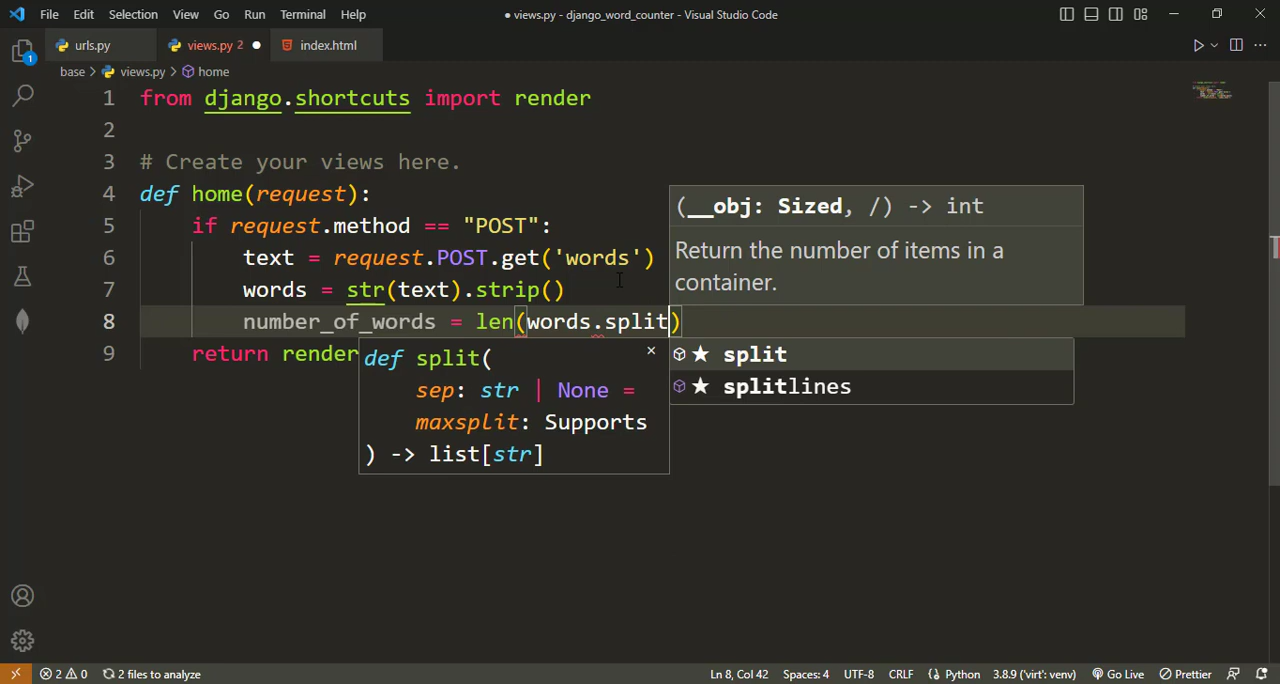 File Edit Selection View Go Run Terminal Help ● views.py - django_word_counter - Visual Studio Code
urls.py views.py 2 ● index.html
base > views.py > home
1 from django.shortcuts import render
2
3 # Create your views here.
4 def home(request):
5 if request.method == "POST":
6 text = request.POST.get('words')
7 words = str(text).strip()
8 number_of_words = len(words.split)
9 return render
(__obj: Sized, /) -> int
Return the number of items in a
container.
def split(
sep: str | None =
maxsplit: Supports
) -> list[str]
split
splitlines
1
2 0 2 files to analyze Ln 8, Col 42 Spaces: 4 UTF-8 CRLF Python 3.8.9 ('virt': venv) Go Live Prettier